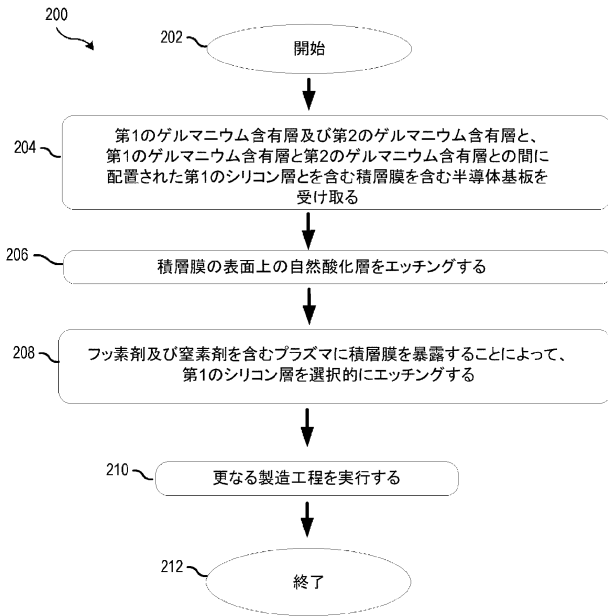 200
202
開始
204
第1のゲルマニウム含有層及び第2のゲルマニウム含有層と、
第1のゲルマニウム含有層と第2のゲルマニウム含有層との間に
配置された第1のシリコン層とを含む積層膜を含む半導体基板を
受け取る
206
積層膜の表面上の自然酸化層をエッチングする
208
フッ素剤及び窒素剤を含むプラズマに積層膜を暴露することによって、
第1のシリコン層を選択的にエッチングする
210
更なる製造工程を実行する
212
終了